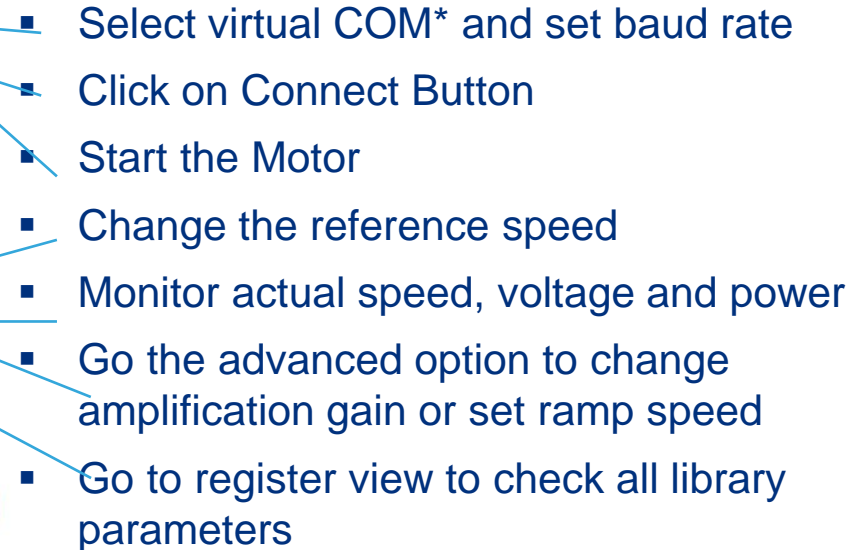 ▪ Select virtual COM* and set baud rate
▪ Click on Connect Button
▪ Start the Motor
▪ Change the reference speed
▪ Monitor actual speed, voltage and power
▪ Go the advanced option to change
amplification gain or set ramp speed
▪ Go to register view to check all library
parameters